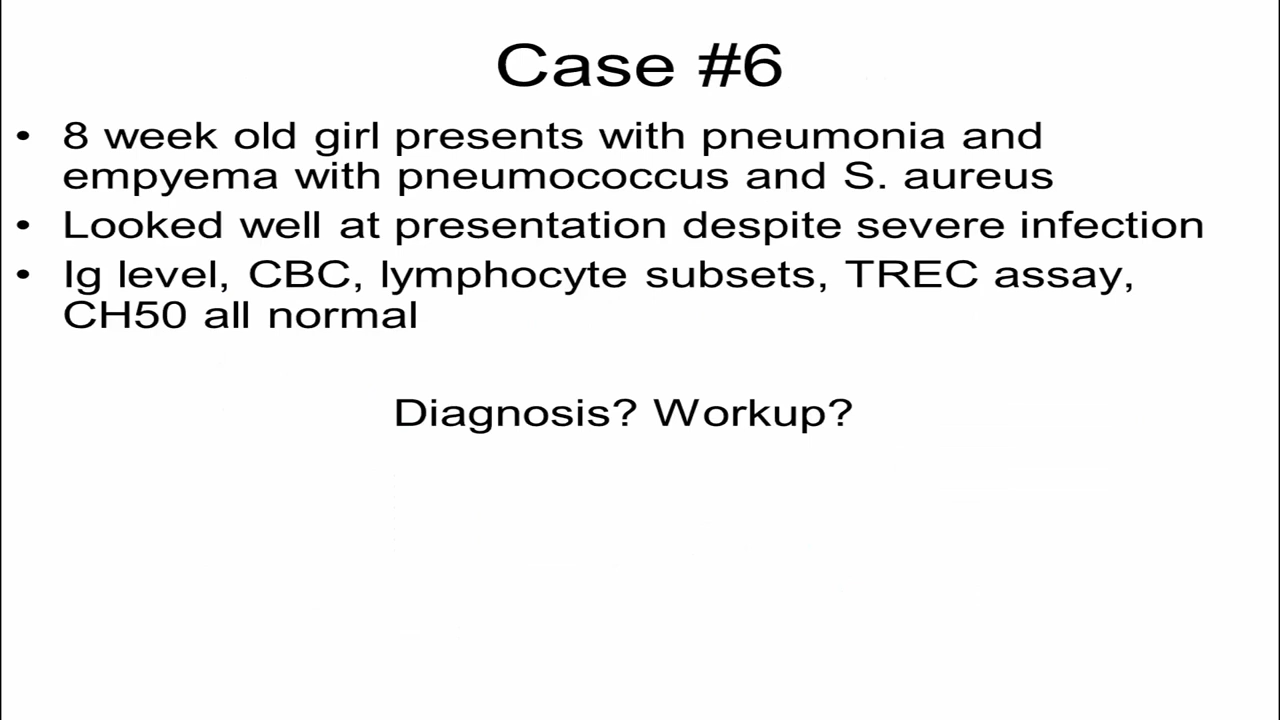 Case #6
• 8 week old girl presents with pneumonia and
empyema with pneumococcus and S. aureus
• Looked well at presentation despite severe infection
• Ig level, CBC, lymphocyte subsets, TREC assay,
CH50 all normal
Diagnosis? Workup?